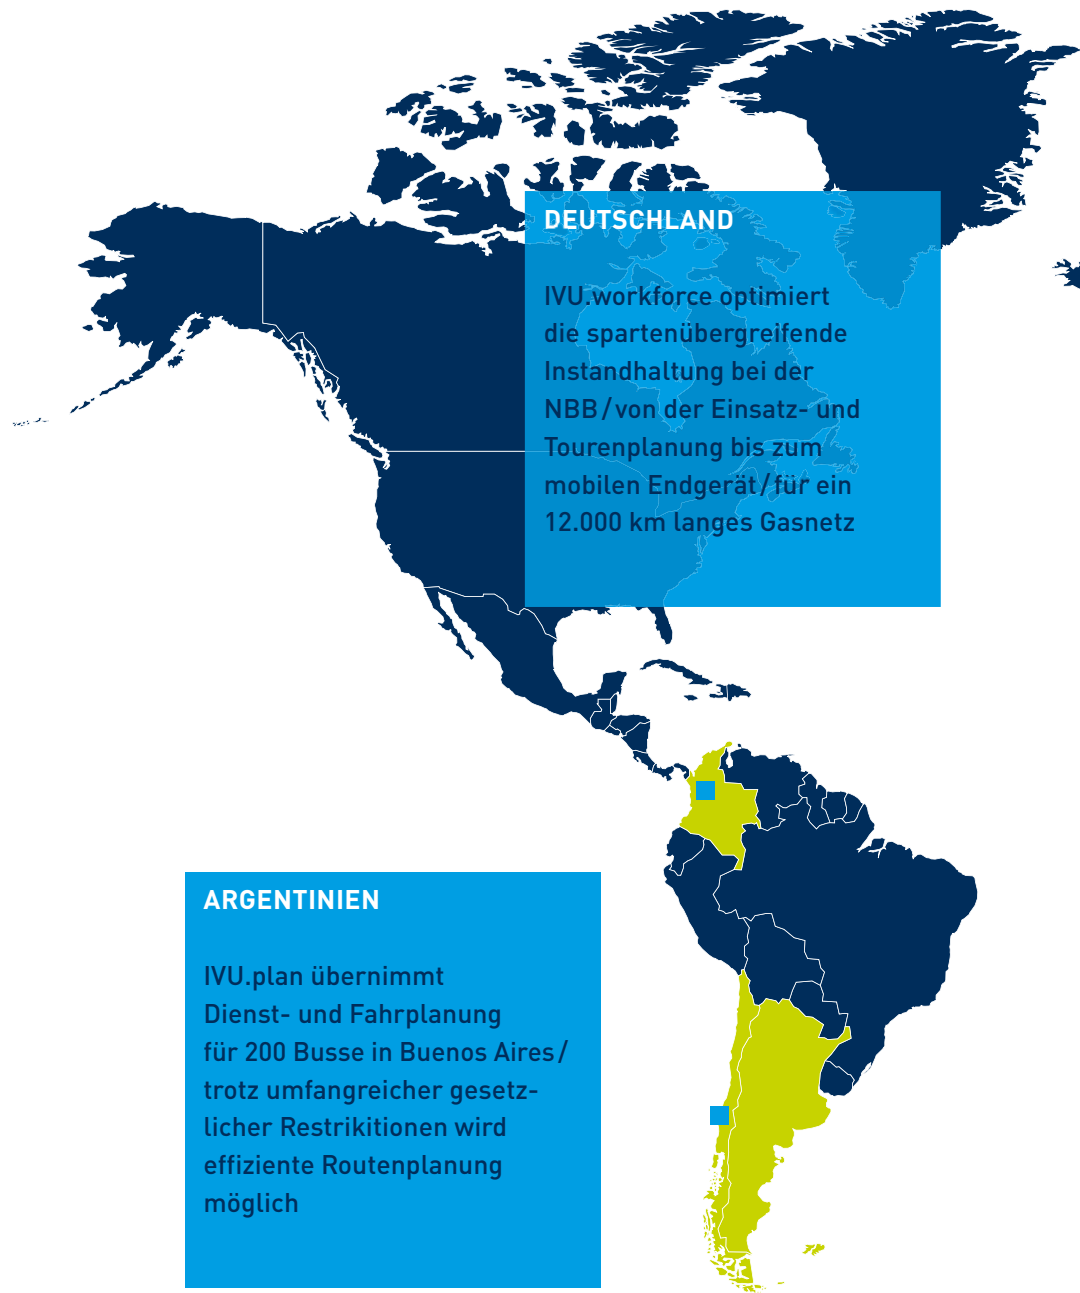 DEUTSCHLAND
IVU.workforce optimiert
die spartenübergreifende
Instandhaltung bei der
NBB/von der Einsatz- und
Tourenplanung bis zum
mobilen Endgerät/für ein
12.000 km langes Gasnetz
ARGENTINIEN
IVU.plan übernimmt
Dienst- und Fahrplanung
für 200 Busse in Buenos Aires/
trotz umfangreicher gesetz-
licher Restrikitionen wird
effiziente Routenplanung
möglich